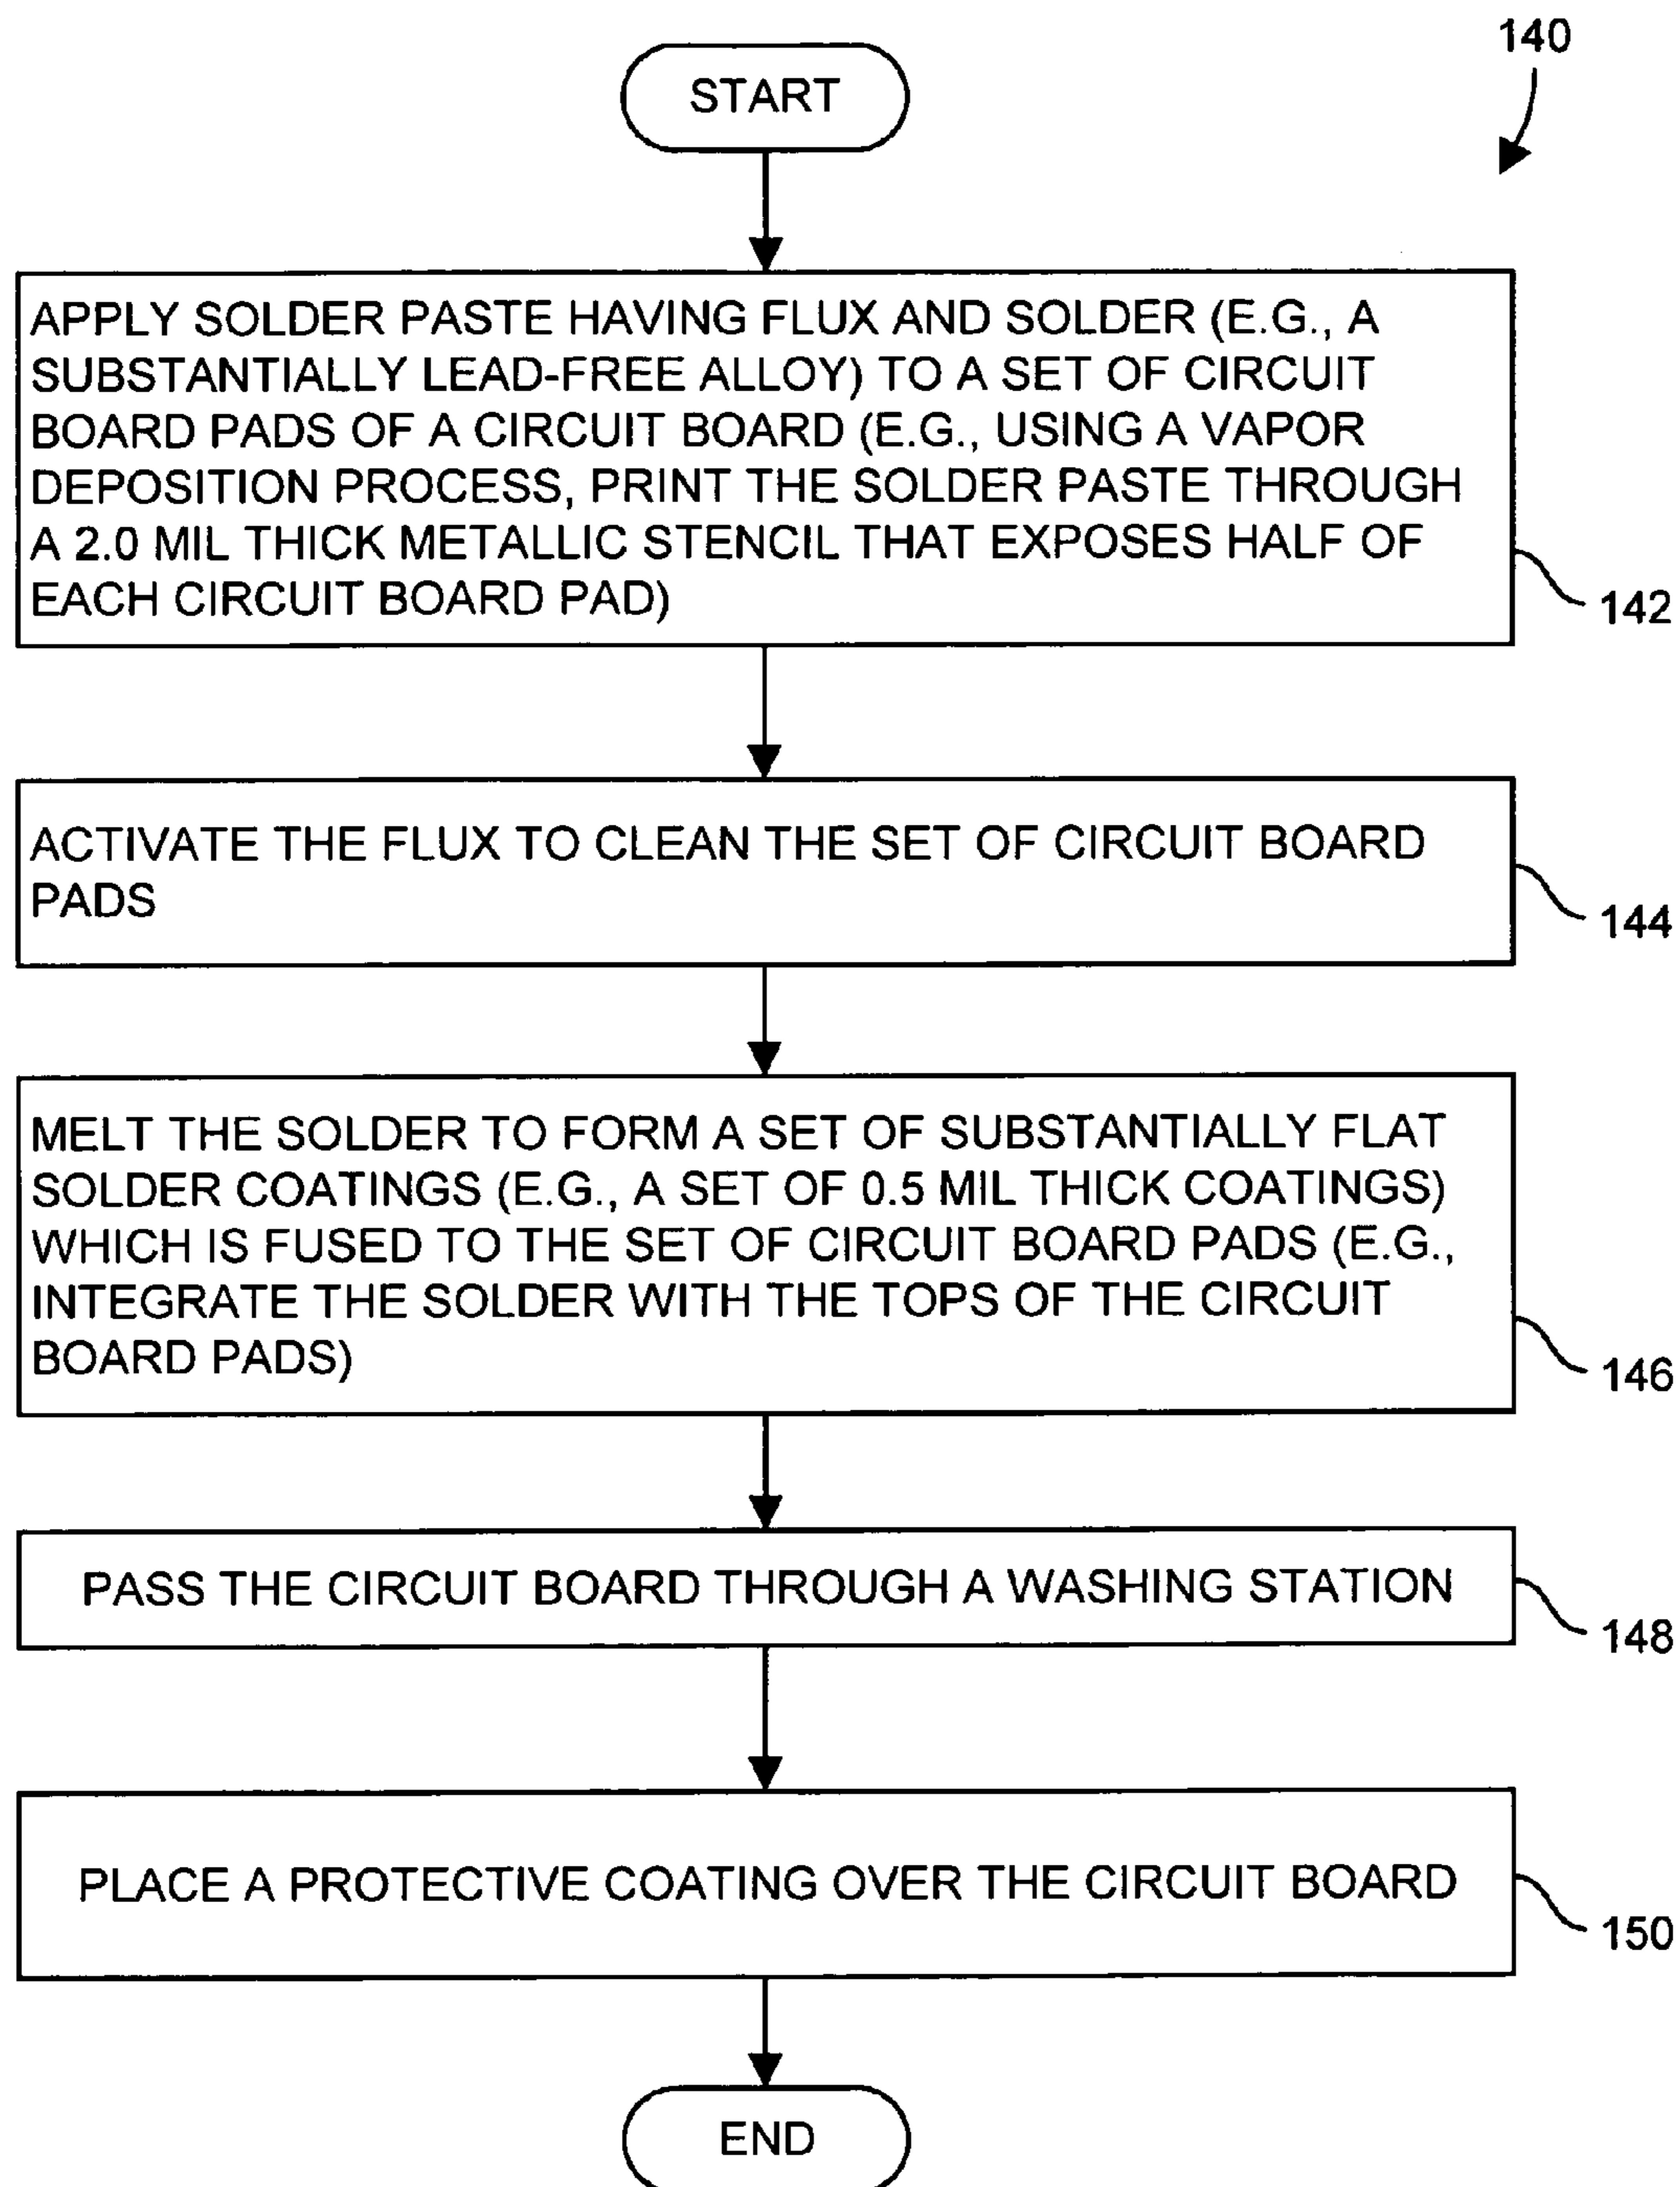 140
START
APPLY SOLDER PASTE HAVING FLUX AND SOLDER (E.G., A
SUBSTANTIALLY LEAD-FREE ALLOY) TO A SET OF CIRCUIT
BOARD PADS OF A CIRCUIT BOARD (E.G., USING A VAPOR
DEPOSITION PROCESS, PRINT THE SOLDER PASTE THROUGH
A 2.0 MIL THICK METALLIC STENCIL THAT EXPOSES HALF OF
EACH CIRCUIT BOARD PAD)
142
ACTIVATE THE FLUX TO CLEAN THE SET OF CIRCUIT BOARD
PADS
144
MELT THE SOLDER TO FORM A SET OF SUBSTANTIALLY FLAT
SOLDER COATINGS (E.G., A SET OF 0.5 MIL THICK COATINGS)
WHICH IS FUSED TO THE SET OF CIRCUIT BOARD PADS (E.G.,
INTEGRATE THE SOLDER WITH THE TOPS OF THE CIRCUIT
BOARD PADS)
146
PASS THE CIRCUIT BOARD THROUGH A WASHING STATION
148
PLACE A PROTECTIVE COATING OVER THE CIRCUIT BOARD
150
END